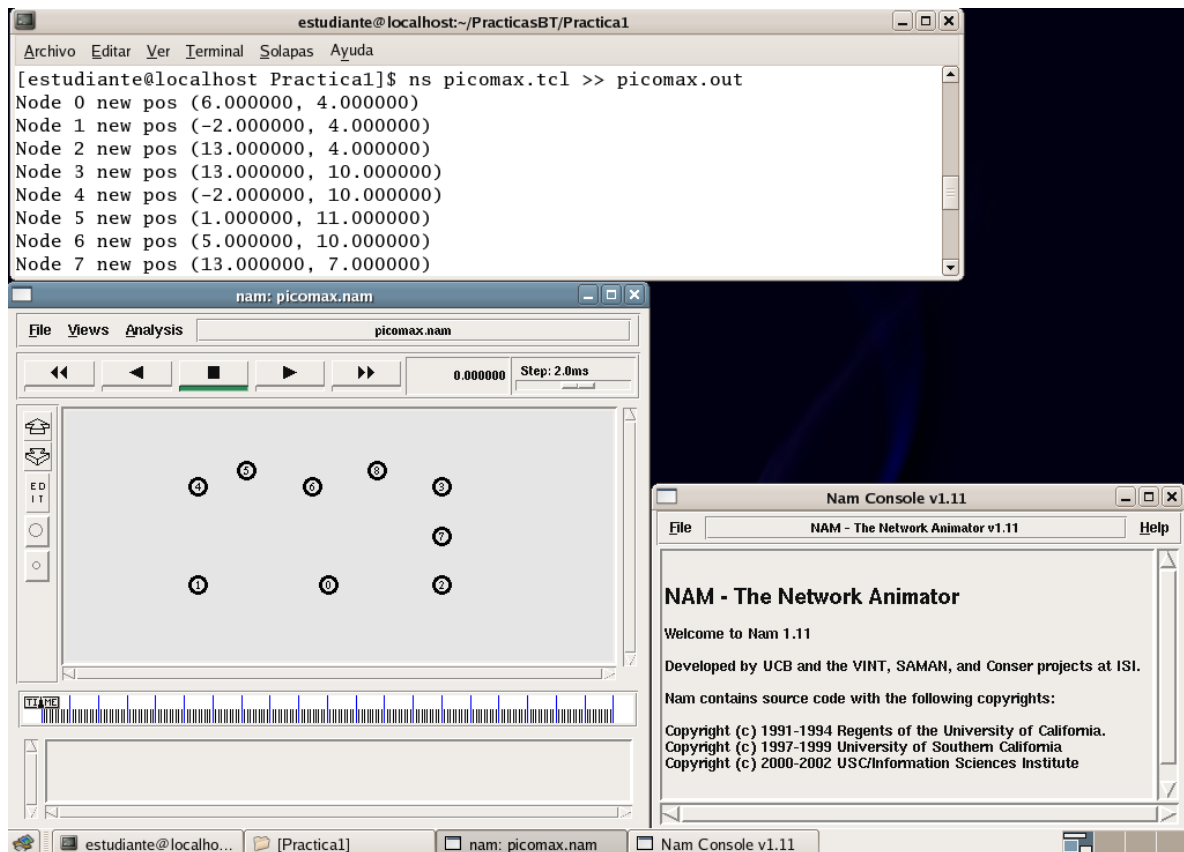 estudiante@localhost:~/PracticasBT/Practica1
Archivo Editar Ver Terminal Solapas Ayuda
[estudiante@localhost Practica1]$ ns picomax.tcl >> picomax.out
Node 0 new pos (6.000000, 4.000000)
Node 1 new pos (-2.000000, 4.000000)
Node 2 new pos (13.000000, 4.000000)
Node 3 new pos (13.000000, 10.000000)
Node 4 new pos (-2.000000, 10.000000)
Node 5 new pos (1.000000, 11.000000)
Node 6 new pos (5.000000, 10.000000)
Node 7 new pos (13.000000, 7.000000)
nam: picomax.nam
File Views Analysis picomax.nam
0.000000 Step: 2.0ms
ED
IT
5 8
4 6 3
7
1 0 2
TIME
Nam Console v1.11
File NAM - The Network Animator v1.11 Help
NAM - The Network Animator
Welcome to Nam 1.11
Developed by UCB and the VINT, SAMAN, and Conser projects at ISI.
Nam contains source code with the following copyrights:
Copyright (c) 1991-1994 Regents of the University of California.
Copyright (c) 1997-1999 University of Southern California
Copyright (c) 2000-2002 USC/Information Sciences Institute
estudiante@localho... [Practica1] nam: picomax.nam Nam Console v1.11